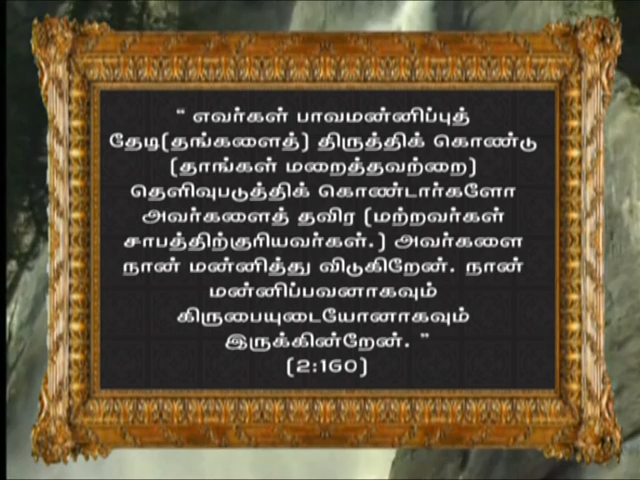 “ எவர்கள் பாவமன்னிப்புத்
தேடி(தங்களைத்) திருத்திக் கொண்டு
(தாங்கள் மறைத்தவற்றை)
தெளிவுபடுத்திக் கொண்டார்களோ
அவர்களைத் தவிர (மற்றவர்கள்
சாபத்திற்குரியவர்கள்.) அவர்களை
நான் மன்னித்து விடுகிறேன். நான்
மன்னிப்பவனாகவும்
கிருபையுடையோனாகவும்
இருக்கின்றேன். ”
(2:160)